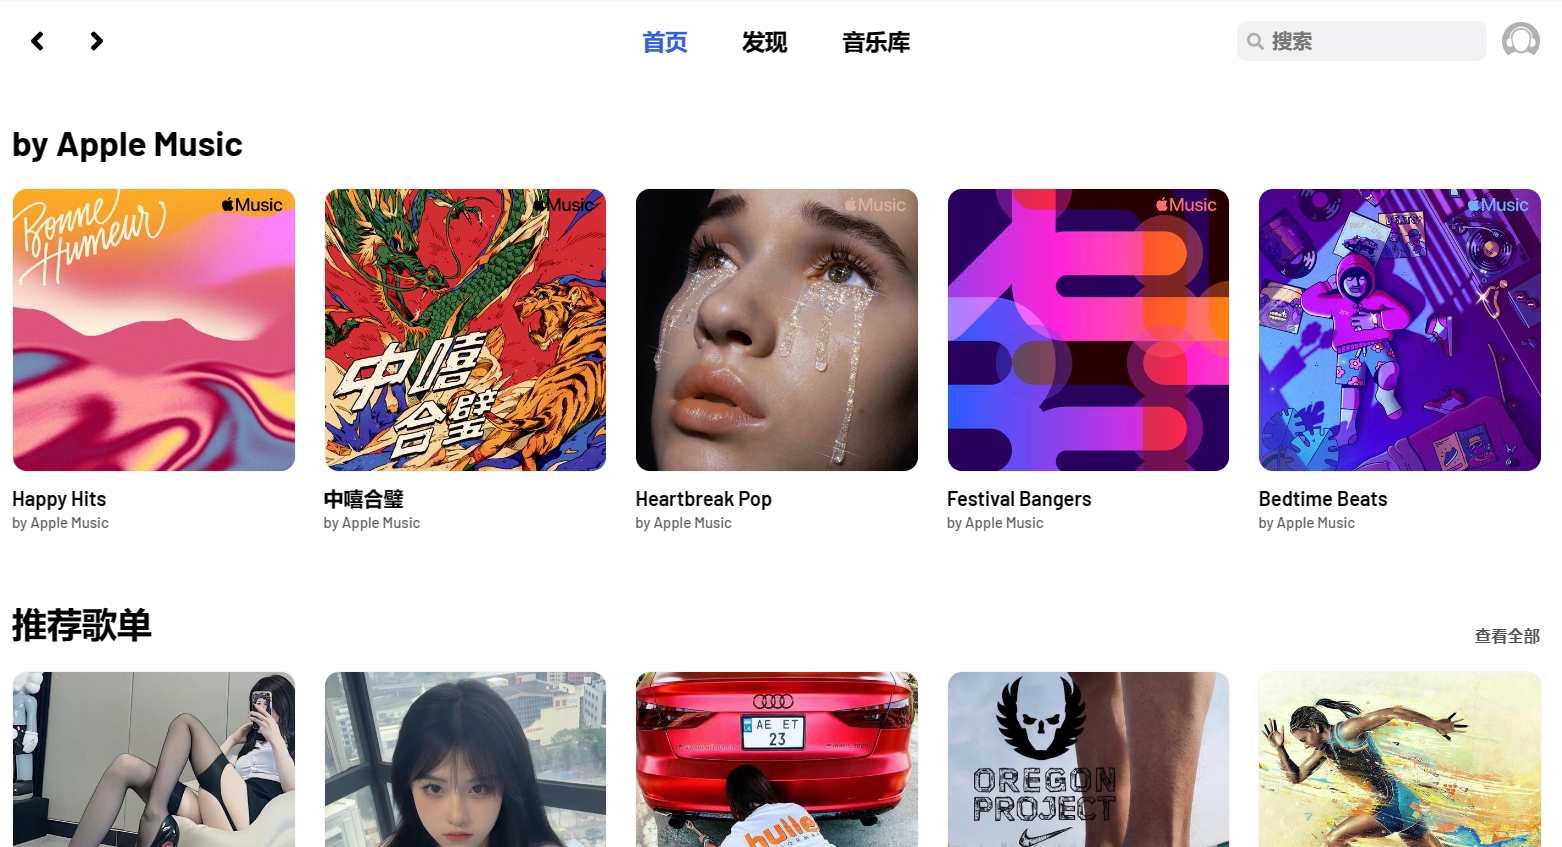 首页
发现
音乐库
搜索
by Apple Music
Bonne
Humeur
Music
Music
中嘻
合璧
Music
Music
Music
Happy Hits
by Apple Music
中嘻合璧
by Apple Music
Heartbreak Pop
by Apple Music
Festival Bangers
by Apple Music
Bedtime Beats
by Apple Music
推荐歌单
查看全部
AE ET
23
OREGON
PROJECT